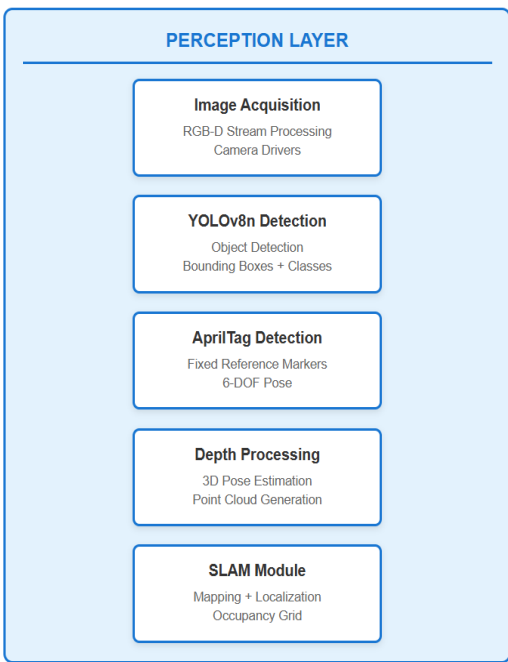 PERCEPTION LAYER
Image Acquisition
RGB-D Stream Processing
Camera Drivers
YOLOv8n Detection
Object Detection
Bounding Boxes + Classes
AprilTag Detection
Fixed Reference Markers
6-DOF Pose
Depth Processing
3D Pose Estimation
Point Cloud Generation
SLAM Module
Mapping + Localization
Occupancy Grid